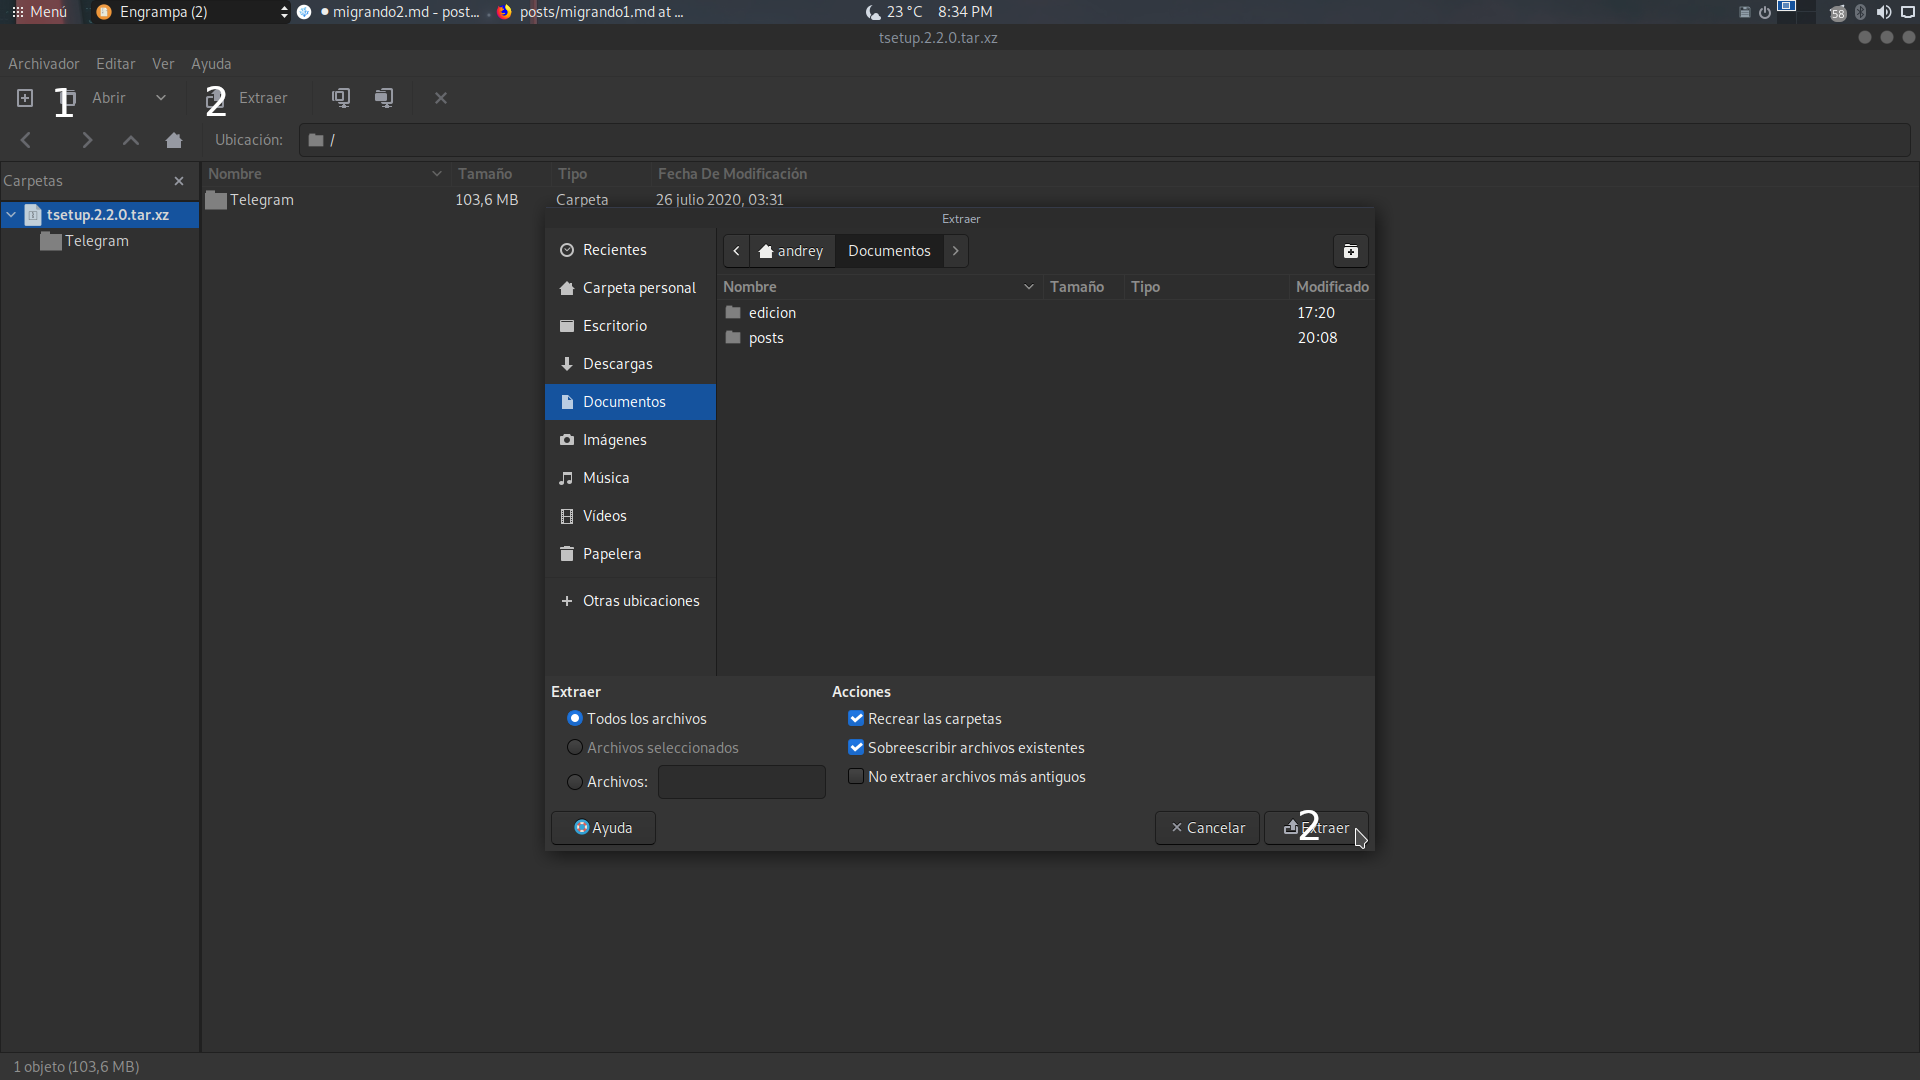 Menú Engrampa (2) migrando2.md - post... posts/migrando1.md at ... 23 °C 8:34 PM 58
tsetup.2.2.0.tar.xz
Archivador Editar Ver Ayuda
1 Abrir 2 Extraer
Ubicación: /
Carpetas
Nombre Tamaño Tipo Fecha De Modificación
Telegram 103,6 MB Carpeta 26 julio 2020, 03:31
tsetup.2.2.0.tar.xz
Telegram
Extraer
Recientes
Carpeta personal
Escritorio
Descargas
Documentos
Imágenes
Música
Vídeos
Papelera
Otras ubicaciones
andrey Documentos
Nombre Tamaño Tipo Modificado
edicion 17:20
posts 20:08
Extraer
Todos los archivos
Archivos seleccionados
Archivos:
Acciones
Recrear las carpetas
Sobreescribir archivos existentes
No extraer archivos más antiguos
Ayuda Cancelar 2 Extraer
1 objeto (103,6 MB)